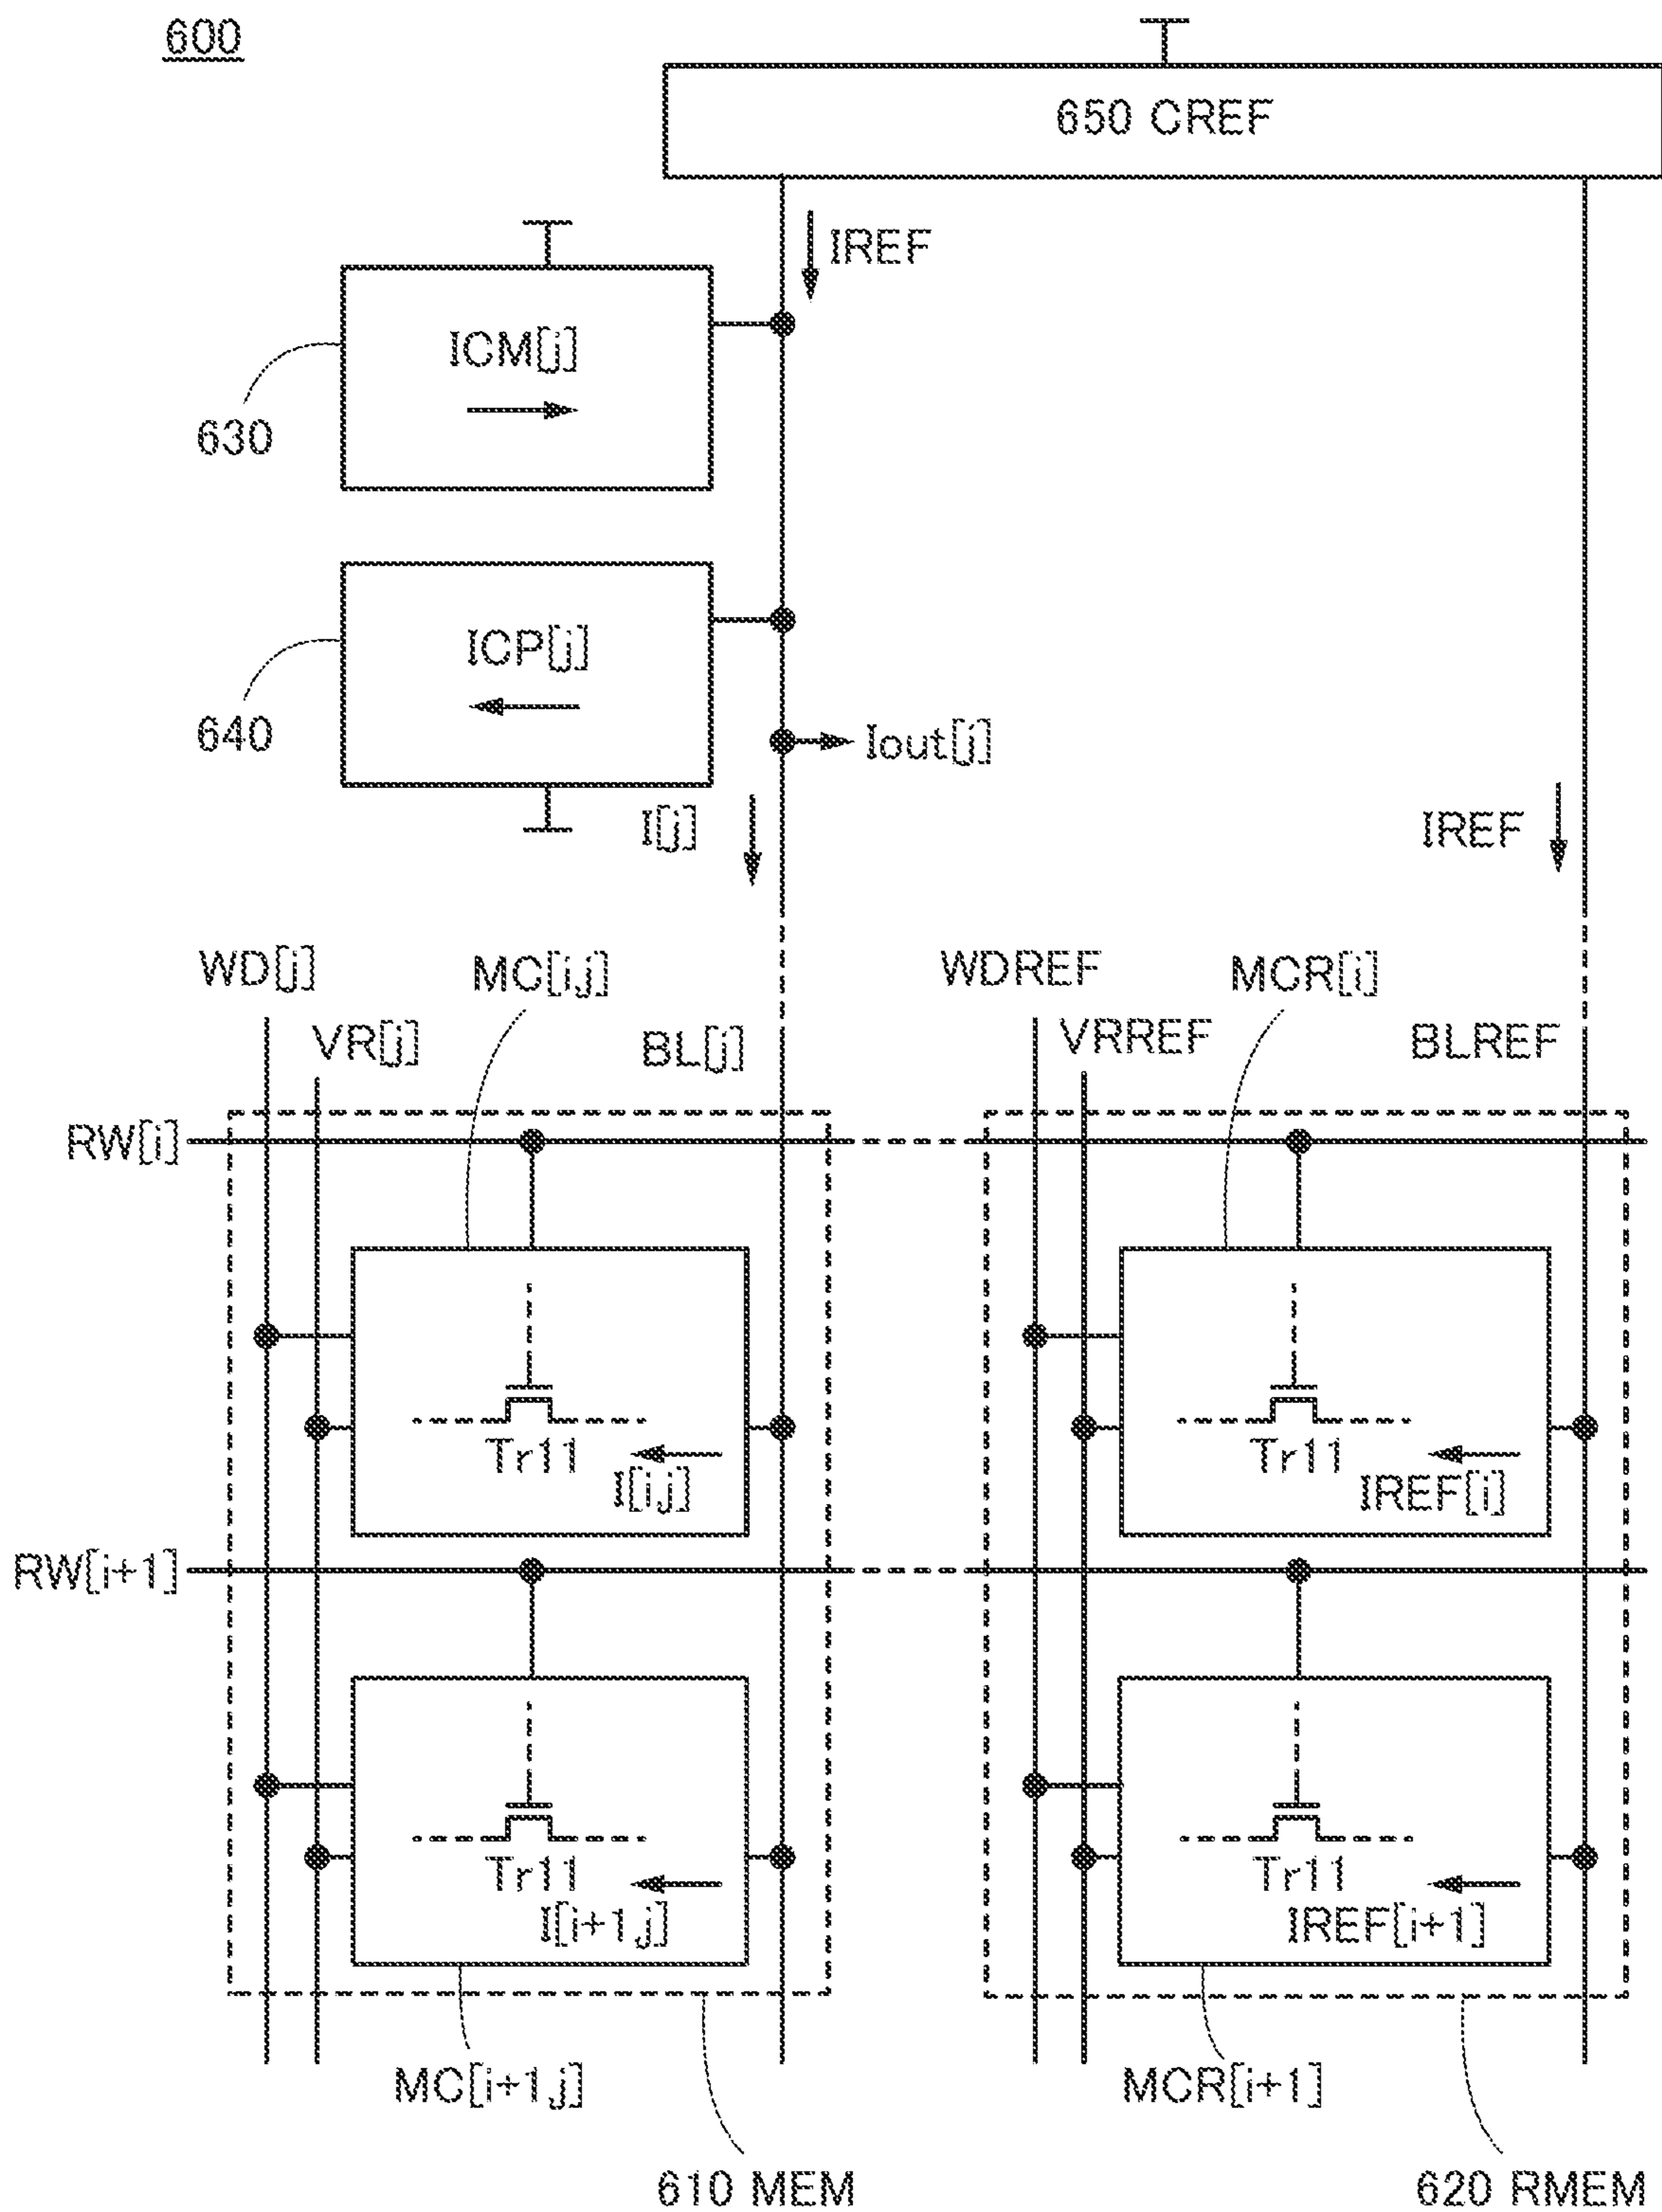 600
650 CREF
IREF
ICM[j]
630
ICP[j]
640
Iout[j]
I[j]
IREF
WD[j]
MC[i,j]
WDREF
MCR[i]
VR[j]
BL[j]
VRREF
BLREF
RW[i]
Tr11
I[i,j]
Tr11
IREF[i]
RW[i+1]
Tr11
I[i+1,j]
Tr11
IREF[i+1]
MC[i+1,j]
MCR[i+1]
610 MEM
620 RMEM